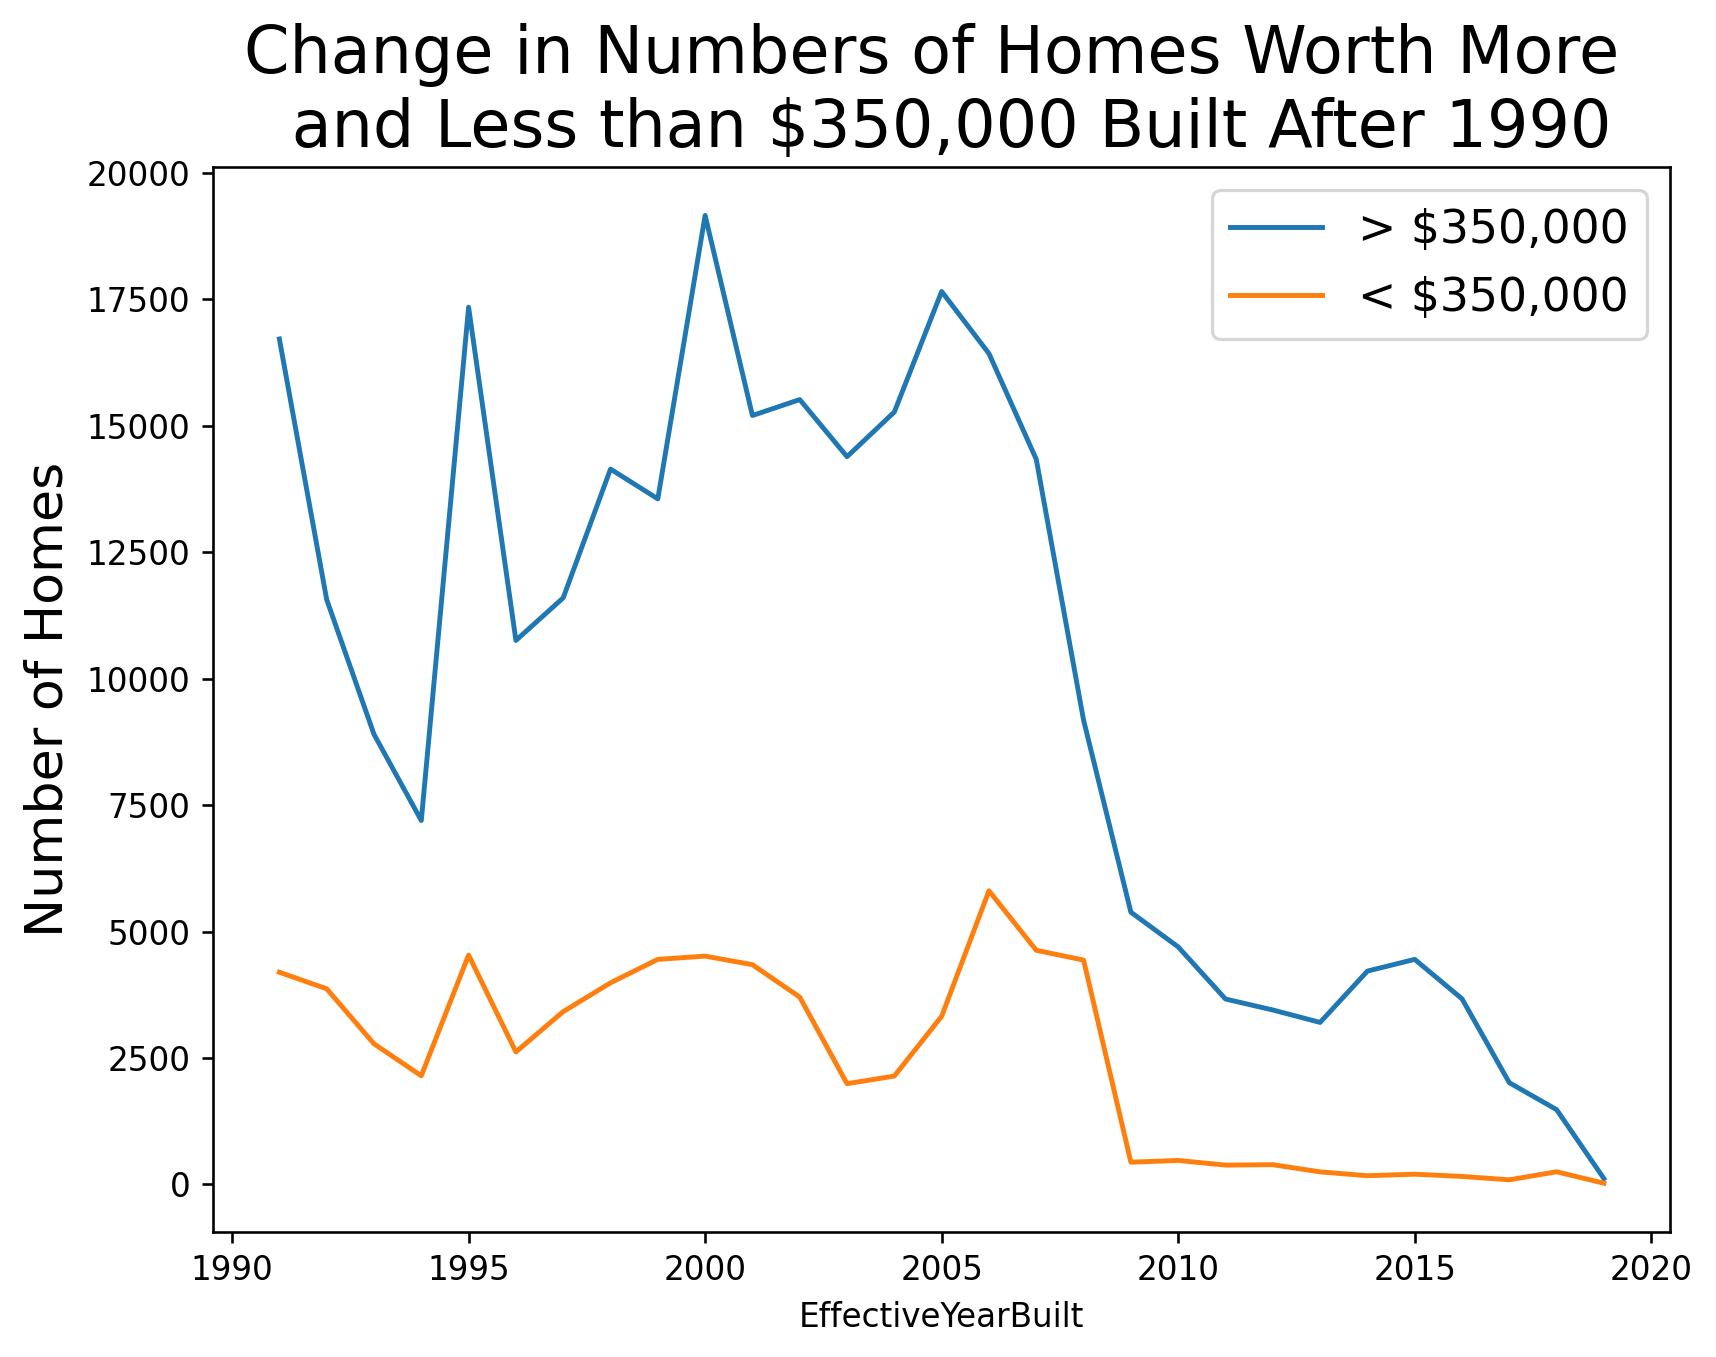 Change in Numbers of Homes Worth More
and Less than $350,000 Built After 1990
> $350,000
< $350,000
20000
17500
15000
12500
10000
7500
5000
2500
0
Number of Homes
1990 1995 2000 2005 2010 2015 2020
EffectiveYearBuilt